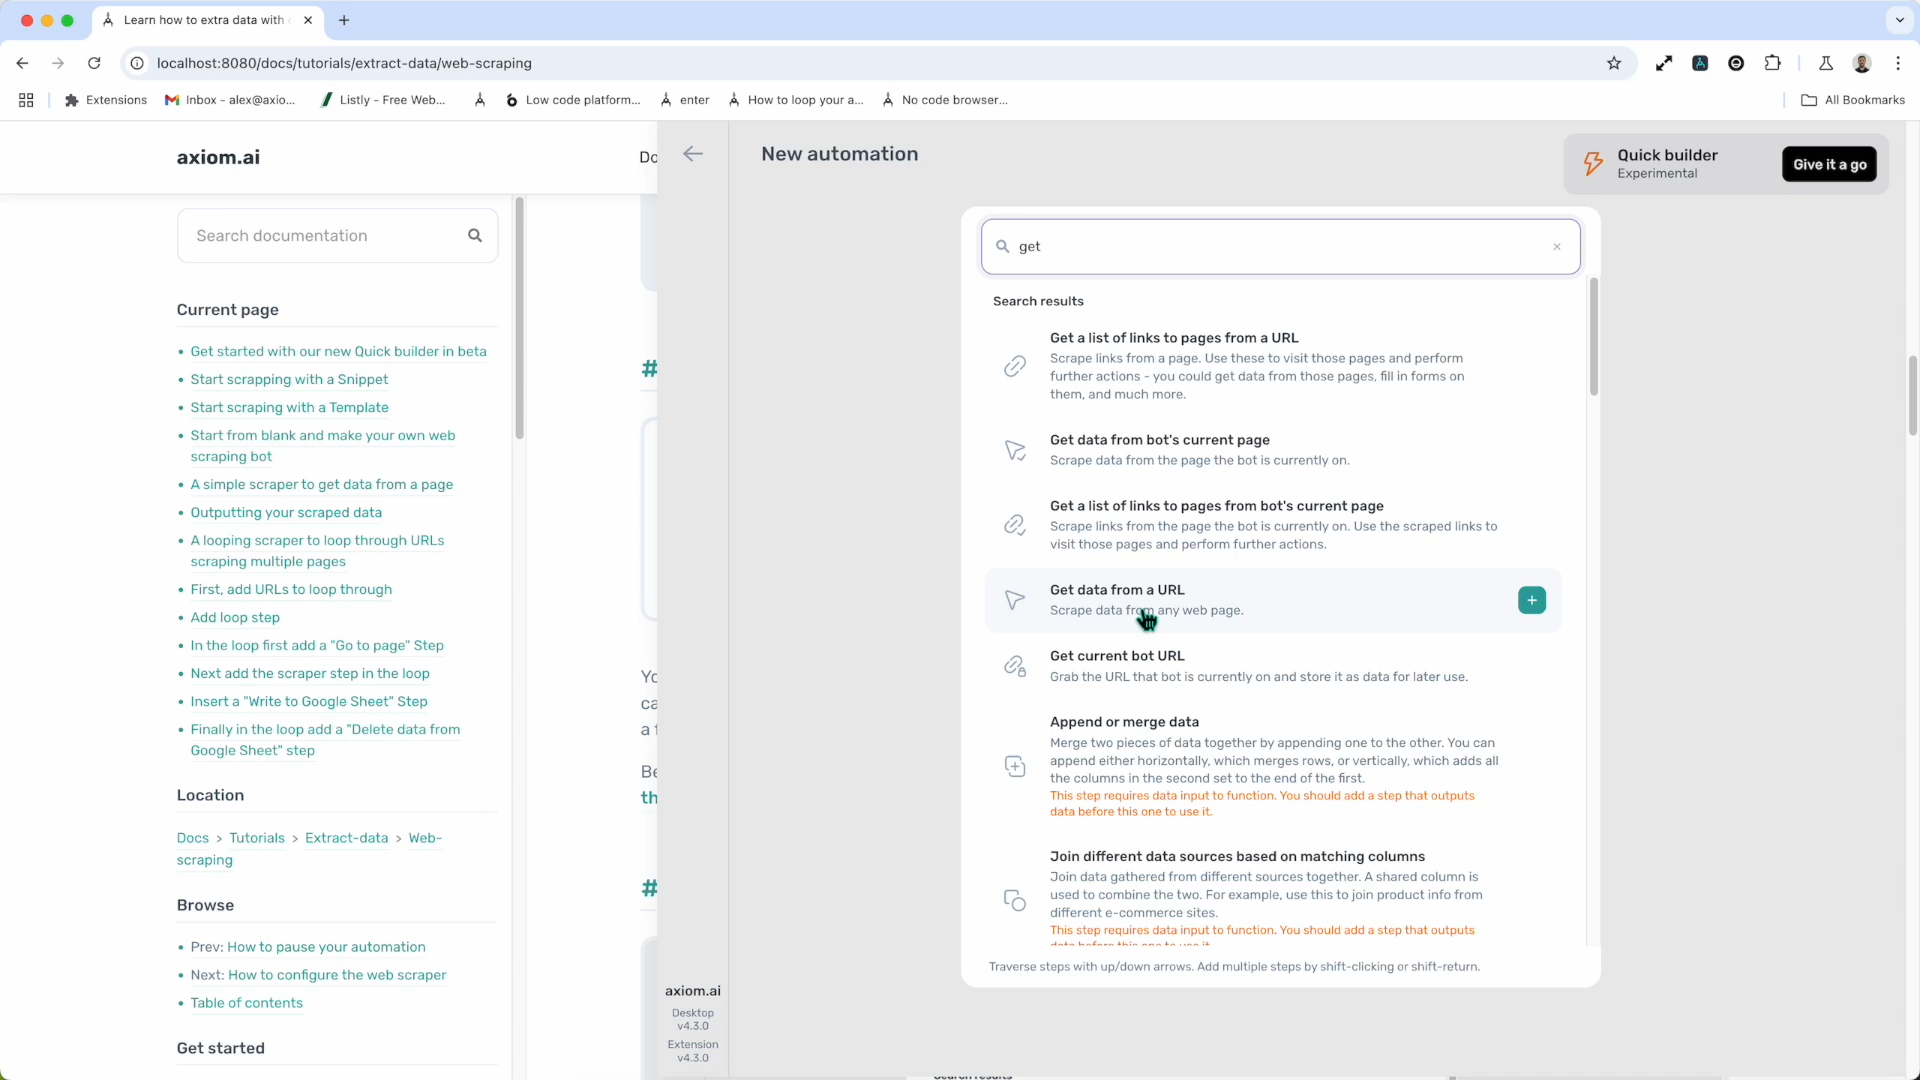 Learn how to extra data with
localhost:8080/docs/tutorials/extract-data/web-scraping
Extensions
Inbox - alex@axio...
Listly - Free Web...
Low code platform...
enter
How to loop your a...
No code browser...
All Bookmarks
axiom.ai
Do
Search documentation
Current page
• Get started with our new Quick builder in beta
• Start scrapping with a Snippet
• Start scraping with a Template
• Start from blank and make your own web
scraping bot
• A simple scraper to get data from a page
• Outputting your scraped data
• A looping scraper to loop through URLs
scraping multiple pages
• First, add URLs to loop through
• Add loop step
• In the loop first add a "Go to page" Step
• Next add the scraper step in the loop
• Insert a "Write to Google Sheet" Step
• Finally in the loop add a "Delete data from
Google Sheet" step
Location
Docs > Tutorials > Extract-data > Web-
scraping
Browse
• Prev: How to pause your automation
• Next: How to configure the web scraper
• Table of contents
Get started
#
Yo
ca
a f
Be
th
#
axiom.ai
Desktop
v4.3.0
Extension
v4.3.0
New automation
Quick builder
Experimental
Give it a go
get
Search results
Get a list of links to pages from a URL
Scrape links from a page. Use these to visit those pages and perform
further actions - you could get data from those pages, fill in forms on
them, and much more.
Get data from bot's current page
Scrape data from the page the bot is currently on.
Get a list of links to pages from bot's current page
Scrape links from the page the bot is currently on. Use the scraped links to
visit those pages and perform further actions.
Get data from a URL
Scrape data from any web page.
Get current bot URL
Grab the URL that bot is currently on and store it as data for later use.
Append or merge data
Merge two pieces of data together by appending one to the other. You can
append either horizontally, which merges rows, or vertically, which adds all
the columns in the second set to the end of the first.
This step requires data input to function. You should add a step that outputs
data before this one to use it.
Join different data sources based on matching columns
Join data gathered from different sources together. A shared column is
used to combine the two. For example, use this to join product info from
different e-commerce sites.
This step requires data input to function. You should add a step that outputs
data before this one to use it.
Traverse steps with up/down arrows. Add multiple steps by shift-clicking or shift-return.
Search results